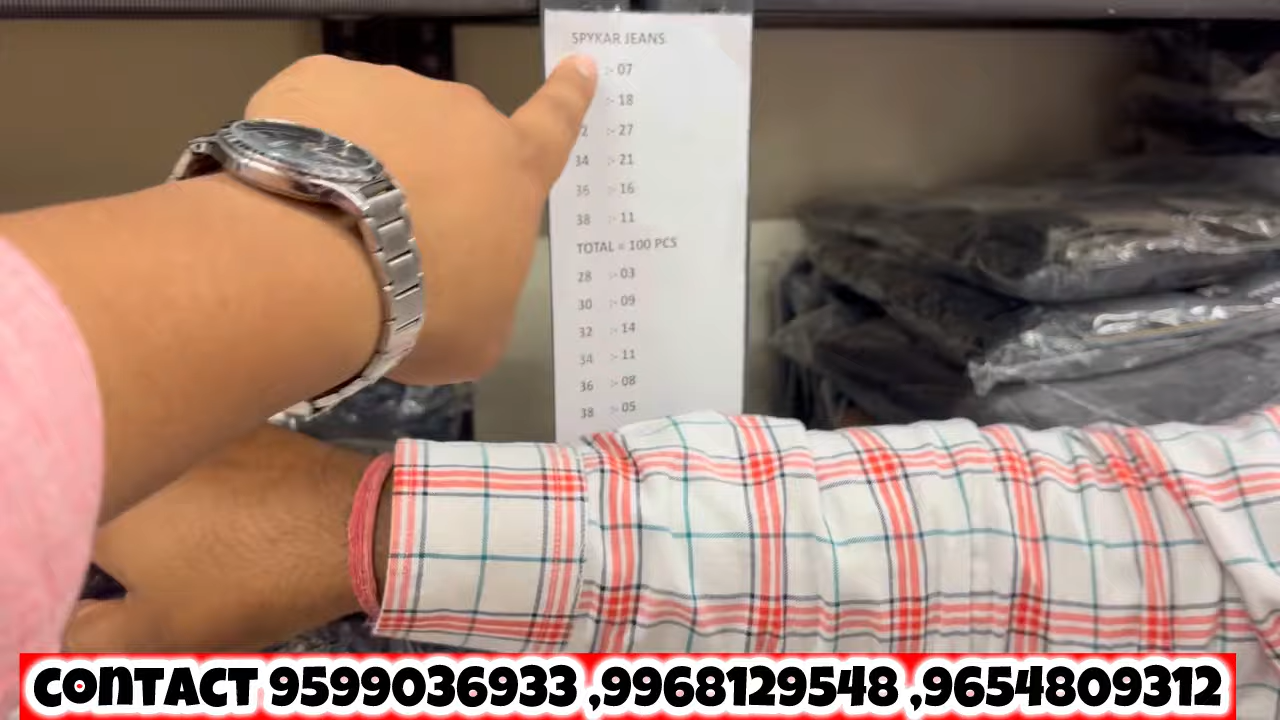 SPYKAR JEANS
:- 07
:- 18
2 :- 27
34 :- 21
36 :- 16
38 :- 11
TOTAL = 100 PCS
28 :- 03
30 :- 09
32 :- 14
34 :- 11
36 :- 08
38 :- 05
CONTACT 9599036933 ,9968129548 ,9654809312